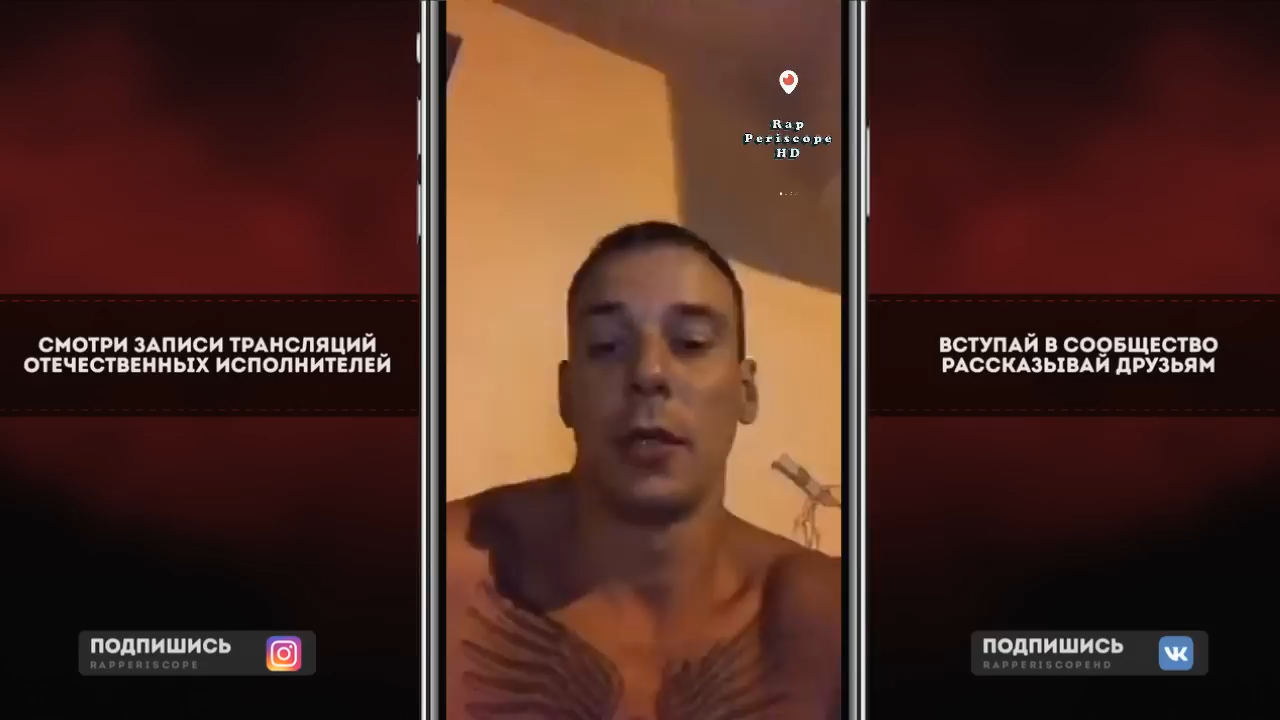 Rap
Periscope
HD
СМОТРИ ЗАПИСИ ТРАНСЛЯЦИЙ
ОТЕЧЕСТВЕННЫХ ИСПОЛНИТЕЛЕЙ
ВСТУПАЙ В СООБЩЕСТВО
РАССКАЗЫВАЙ ДРУЗЬЯМ
ПОДПИШИСЬ
RAPPERISCOPE
ПОДПИШИСЬ
RAPPERISCOPEHD